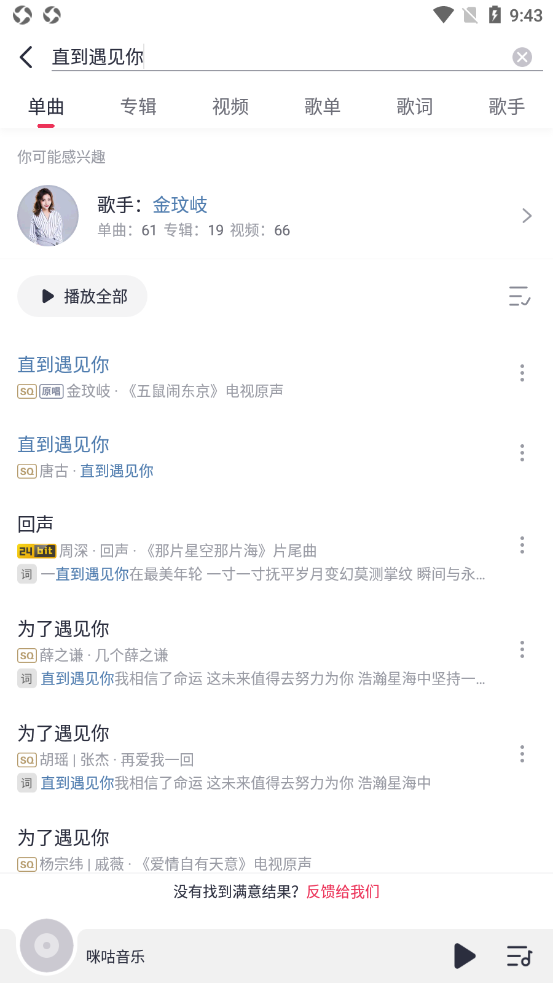 9:43
直到遇见你
单曲 专辑 视频 歌单 歌词 歌手
你可能感兴趣
歌手：金玟岐
单曲：61 专辑：19 视频：66
播放全部
直到遇见你
SQ 原唱 金玟岐 · 《五鼠闹东京》电视原声
直到遇见你
SQ 唐古 · 直到遇见你
回声
24bit 周深 · 回声 · 《那片星空那片海》片尾曲
词 一直到遇见你在最美年轮 一寸一寸抚平岁月变幻莫测掌纹 瞬间与永...
为了遇见你
SQ 薛之谦 · 几个薛之谦
词 直到遇见你我相信了命运 这未来值得去努力为你 浩瀚星海中坚持一...
为了遇见你
SQ 胡瑶 | 张杰 · 再爱我一回
词 直到遇见你我相信了命运 这未来值得去努力为你 浩瀚星海中
为了遇见你
SQ 杨宗纬 | 戚薇 · 《爱情自有天意》电视原声
没有找到满意结果？反馈给我们
咪咕音乐